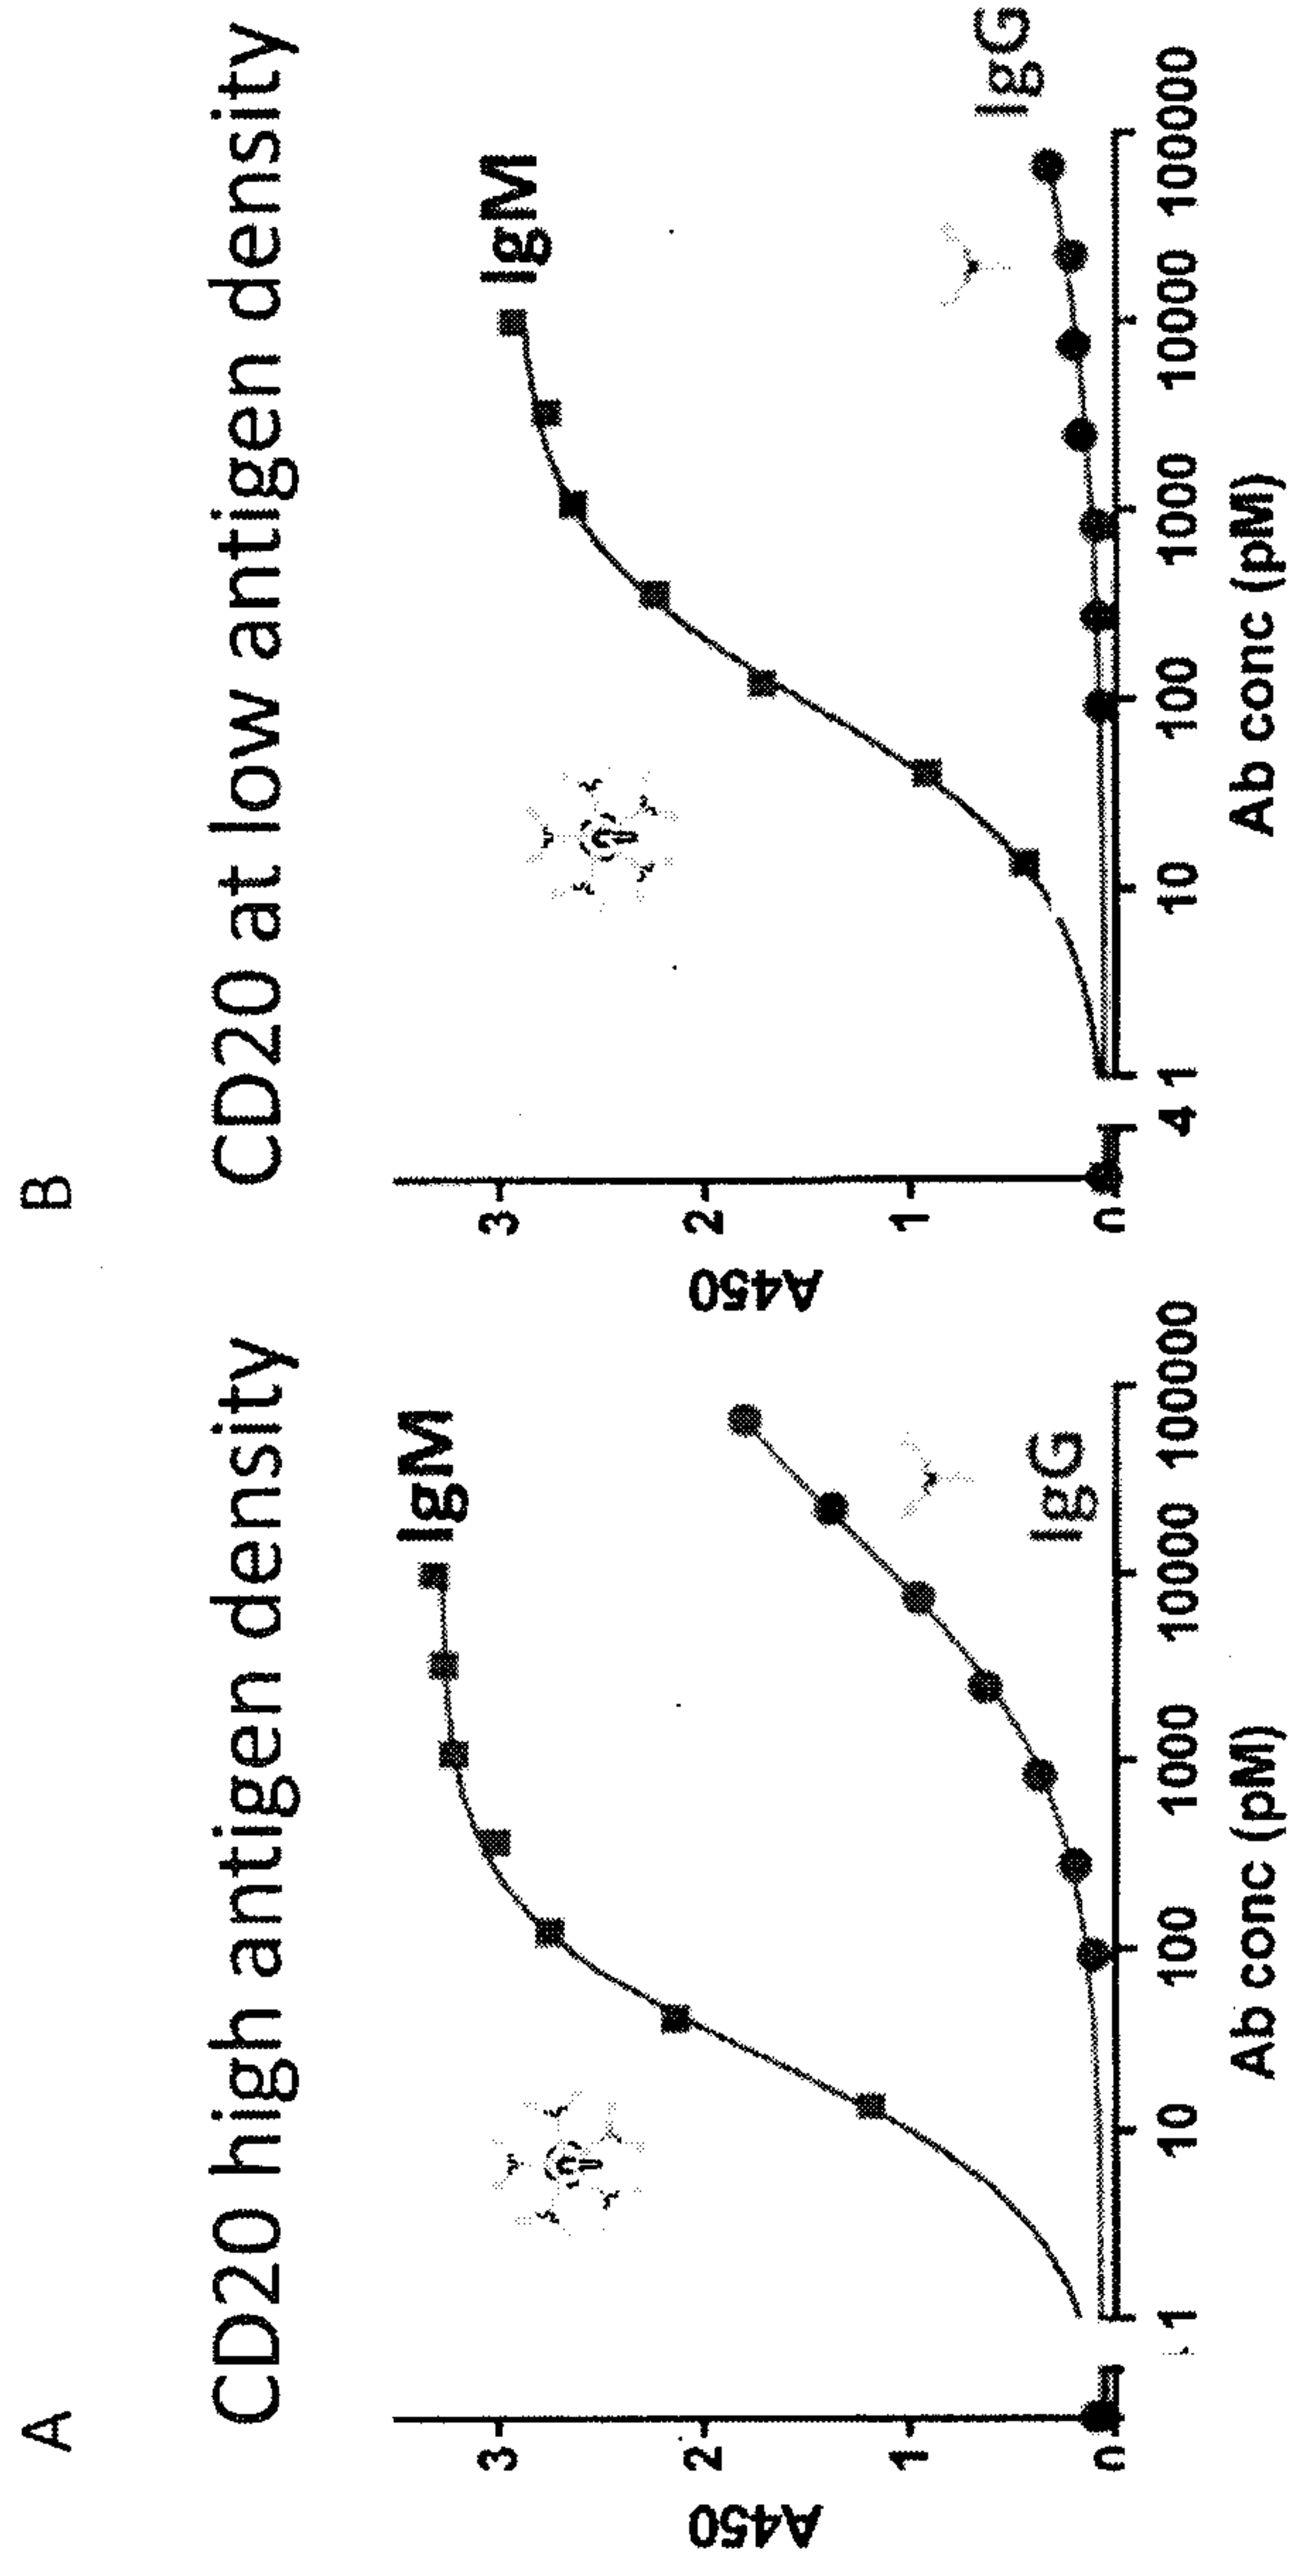 A
CD20 high antigen density
A450
3
2
1
0
IgM
IgG
1 10 100 1000 10000 100000
Ab conc (pM)
B
CD20 at low antigen density
A450
3
2
1
0
IgM
IgG
4 1 10 100 1000 10000 100000
Ab conc (pM)